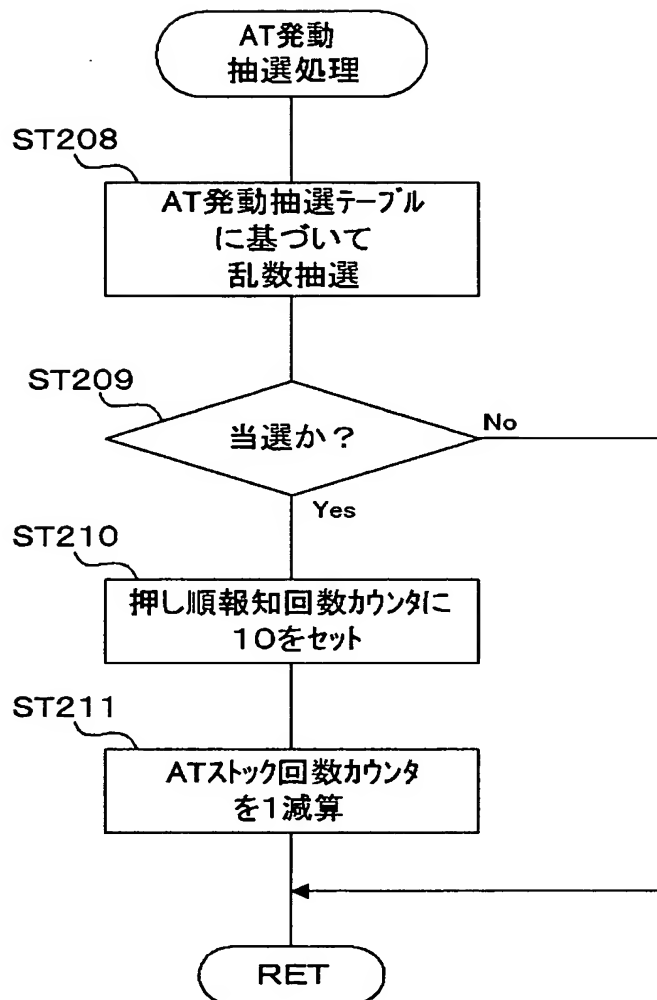 AT発動
抽選処理
ST208
AT発動抽選テーブル
に基づいて
乱数抽選
ST209
当選か？
No
Yes
ST210
押し順報知回数カウンタに
１０をセット
ST211
ATストック回数カウンタ
を１減算
RET